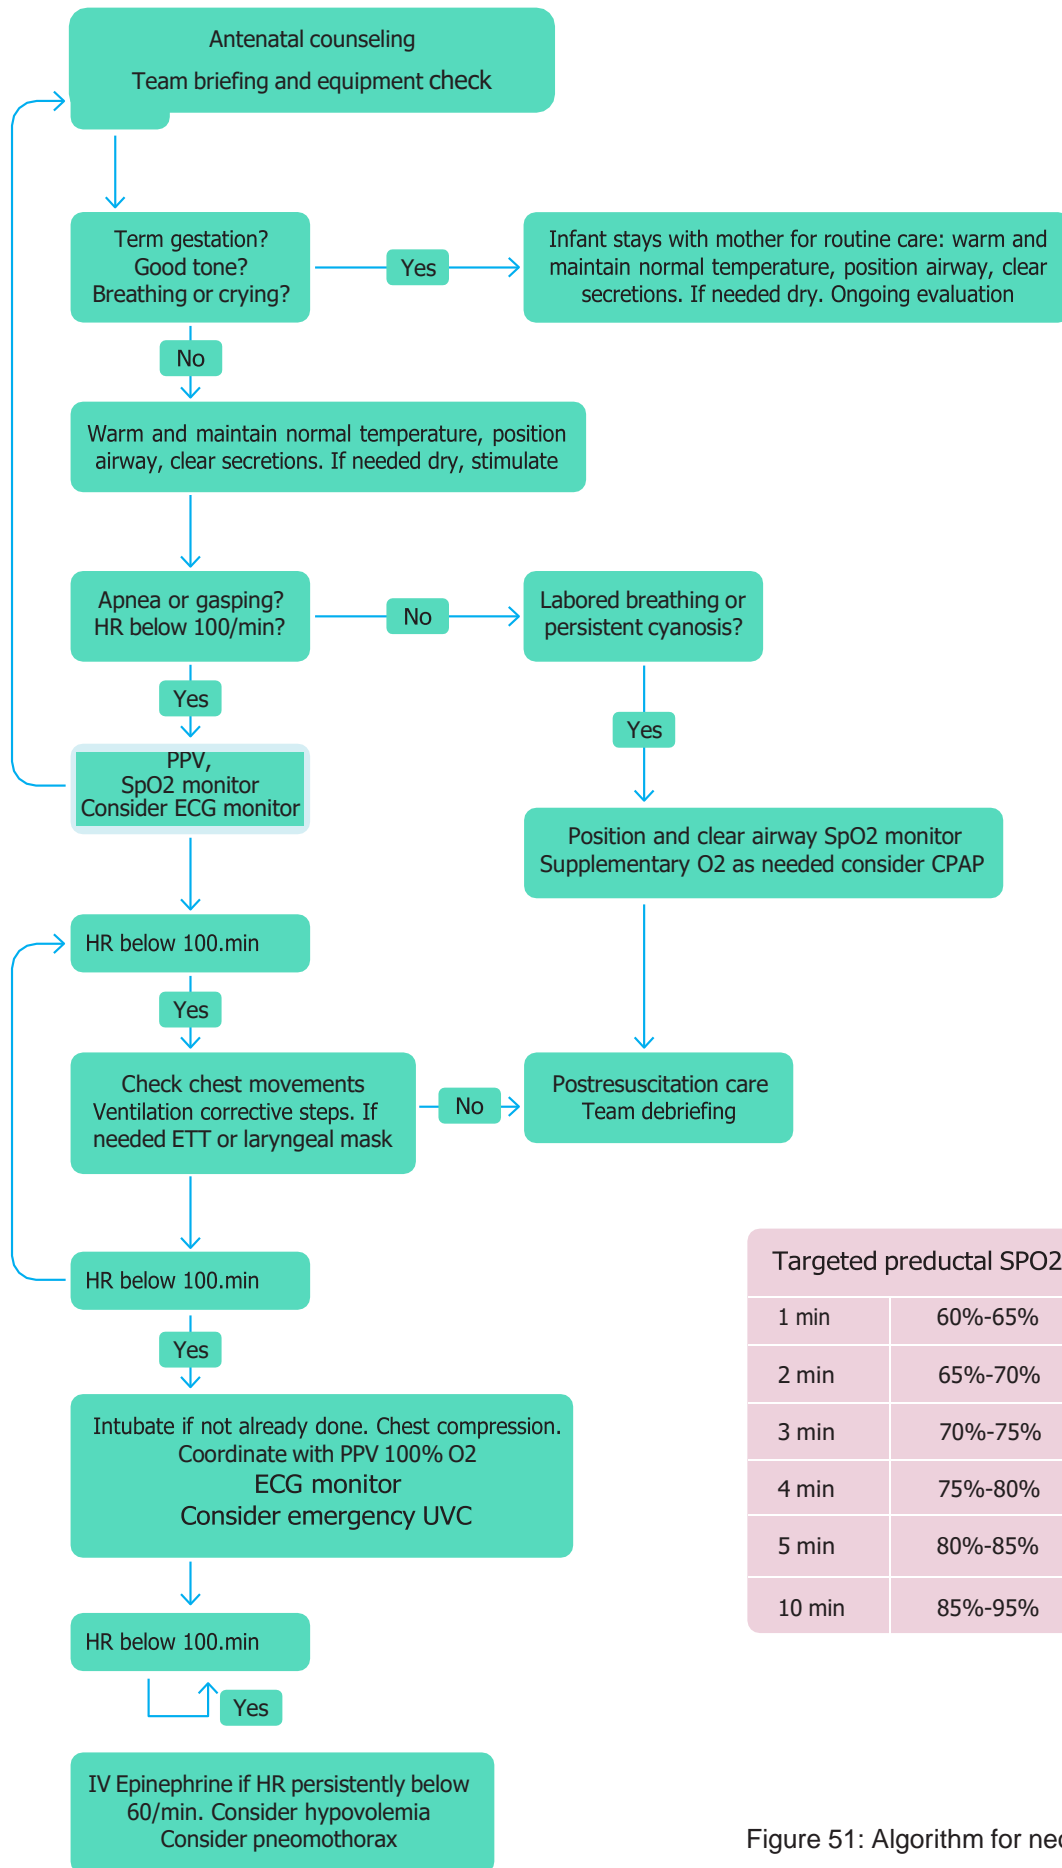 Antenatal counseling
Team briefing and equipment check
Term gestation?
Good tone?
Breathing or crying?
Yes
Infant stays with mother for routine care: warm and
maintain normal temperature, position airway, clear
secretions. If needed dry. Ongoing evaluation
No
Warm and maintain normal temperature, position
airway, clear secretions. If needed dry, stimulate
Apnea or gasping?
HR below 100/min?
No
Labored breathing or
persistent cyanosis?
Yes
Yes
PPV,
SpO2 monitor
Consider ECG monitor
Position and clear airway SpO2 monitor
Supplementary O2 as needed consider CPAP
HR below 100.min
Yes
Check chest movements
Ventilation corrective steps. If
needed ETT or laryngeal mask
No
Postresuscitation care
Team debriefing
HR below 100.min
Yes
Intubate if not already done. Chest compression.
Coordinate with PPV 100% O2
ECG monitor
Consider emergency UVC
HR below 100.min
Yes
IV Epinephrine if HR persistently below
60/min. Consider hypovolemia
Consider pneomothorax
Targeted preductal SPO2
1 min 60%-65%
2 min 65%-70%
3 min 70%-75%
4 min 75%-80%
5 min 80%-85%
10 min 85%-95%
Figure 51: Algorithm for